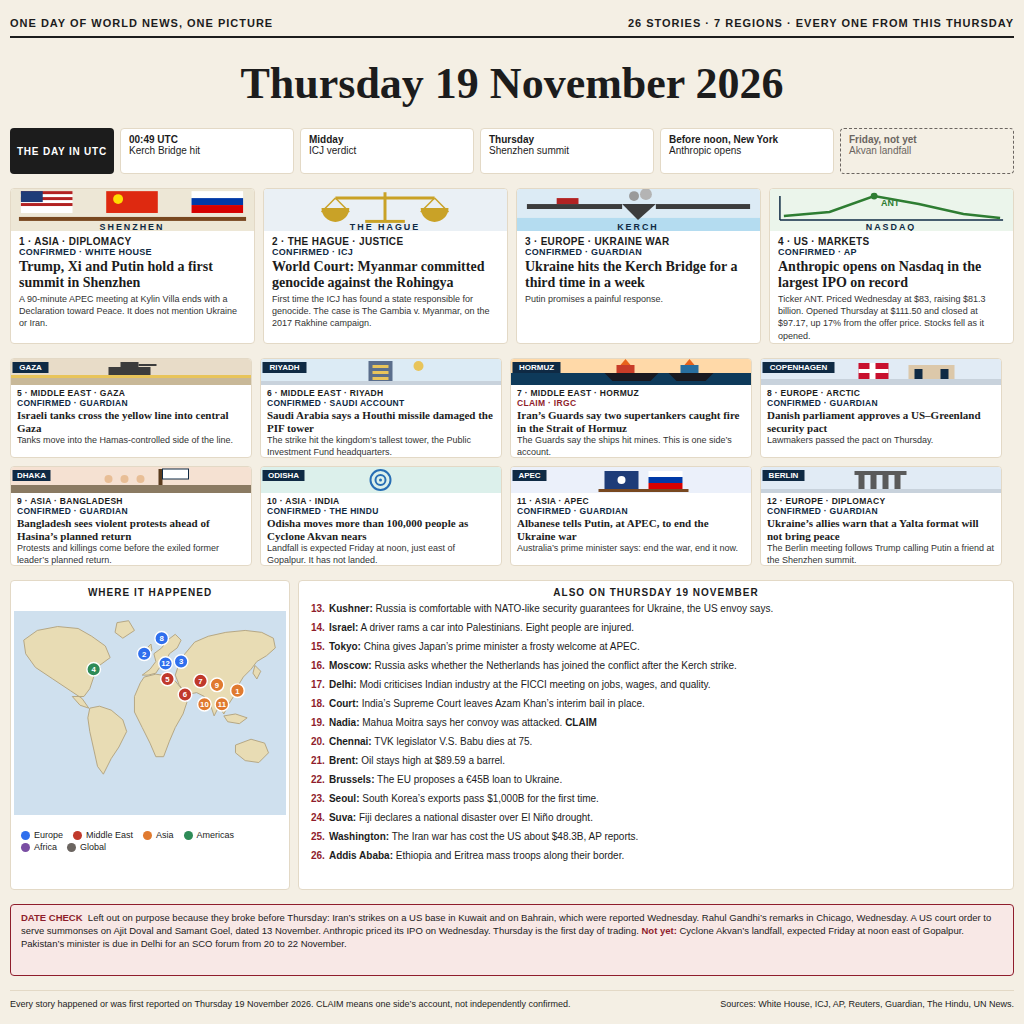 ONE DAY OF WORLD NEWS, ONE PICTURE
26 STORIES · 7 REGIONS · EVERY ONE FROM THIS THURSDAY
Thursday 19 November 2026
THE DAY IN UTC
00:49 UTC
Kerch Bridge hit
Midday
ICJ verdict
Thursday
Shenzhen summit
Before noon, New York
Anthropic opens
Friday, not yet
Akvan landfall
SHENZHEN
1 · ASIA · DIPLOMACY
CONFIRMED · WHITE HOUSE
Trump, Xi and Putin hold a first
summit in Shenzhen
A 90-minute APEC meeting at Kylin Villa ends with a
Declaration toward Peace. It does not mention Ukraine
or Iran.
THE HAGUE
2 · THE HAGUE · JUSTICE
CONFIRMED · ICJ
World Court: Myanmar committed
genocide against the Rohingya
First time the ICJ has found a state responsible for
genocide. The case is The Gambia v. Myanmar, on the
2017 Rakhine campaign.
KERCH
3 · EUROPE · UKRAINE WAR
CONFIRMED · GUARDIAN
Ukraine hits the Kerch Bridge for a
third time in a week
Putin promises a painful response.
ANT
NASDAQ
4 · US · MARKETS
CONFIRMED · AP
Anthropic opens on Nasdaq in the
largest IPO on record
Ticker ANT. Priced Wednesday at $83, raising $81.3
billion. Opened Thursday at $111.50 and closed at
$97.17, up 17% from the offer price. Stocks fell as it
opened.
GAZA
5 · MIDDLE EAST · GAZA
CONFIRMED · GUARDIAN
Israeli tanks cross the yellow line into central
Gaza
Tanks move into the Hamas-controlled side of the line.
RIYADH
6 · MIDDLE EAST · RIYADH
CONFIRMED · SAUDI ACCOUNT
Saudi Arabia says a Houthi missile damaged the
PIF tower
The strike hit the kingdom's tallest tower, the Public
Investment Fund headquarters.
HORMUZ
7 · MIDDLE EAST · HORMUZ
CLAIM · IRGC
Iran's Guards say two supertankers caught fire
in the Strait of Hormuz
The Guards say the ships hit mines. This is one side's
account.
COPENHAGEN
8 · EUROPE · ARCTIC
CONFIRMED · GUARDIAN
Danish parliament approves a US–Greenland
security pact
Lawmakers passed the pact on Thursday.
DHAKA
9 · ASIA · BANGLADESH
CONFIRMED · GUARDIAN
Bangladesh sees violent protests ahead of
Hasina's planned return
Protests and killings come before the exiled former
leader's planned return.
ODISHA
10 · ASIA · INDIA
CONFIRMED · THE HINDU
Odisha moves more than 100,000 people as
Cyclone Akvan nears
Landfall is expected Friday at noon, just east of
Gopalpur. It has not landed.
APEC
11 · ASIA · APEC
CONFIRMED · GUARDIAN
Albanese tells Putin, at APEC, to end the
Ukraine war
Australia's prime minister says: end the war, end it now.
BERLIN
12 · EUROPE · DIPLOMACY
CONFIRMED · GUARDIAN
Ukraine's allies warn that a Yalta format will
not bring peace
The Berlin meeting follows Trump calling Putin a friend at
the Shenzhen summit.
WHERE IT HAPPENED
8
2
12
3
4
5
7
9
1
6
10
11
Europe
Middle East
Asia
Americas
Africa
Global
ALSO ON THURSDAY 19 NOVEMBER
13. Kushner: Russia is comfortable with NATO-like security guarantees for Ukraine, the US envoy says.
14. Israel: A driver rams a car into Palestinians. Eight people are injured.
15. Tokyo: China gives Japan's prime minister a frosty welcome at APEC.
16. Moscow: Russia asks whether the Netherlands has joined the conflict after the Kerch strike.
17. Delhi: Modi criticises Indian industry at the FICCI meeting on jobs, wages, and quality.
18. Court: India's Supreme Court leaves Azam Khan's interim bail in place.
19. Nadia: Mahua Moitra says her convoy was attacked. CLAIM
20. Chennai: TVK legislator V.S. Babu dies at 75.
21. Brent: Oil stays high at $89.59 a barrel.
22. Brussels: The EU proposes a €45B loan to Ukraine.
23. Seoul: South Korea's exports pass $1,000B for the first time.
24. Suva: Fiji declares a national disaster over El Niño drought.
25. Washington: The Iran war has cost the US about $48.3B, AP reports.
26. Addis Ababa: Ethiopia and Eritrea mass troops along their border.
DATE CHECK Left out on purpose because they broke before Thursday: Iran's strikes on a US base in Kuwait and on Bahrain, which were reported Wednesday. Rahul Gandhi's remarks in Chicago, Wednesday. A US court order to
serve summonses on Ajit Doval and Samant Goel, dated 13 November. Anthropic priced its IPO on Wednesday. Thursday is the first day of trading. Not yet: Cyclone Akvan's landfall, expected Friday at noon east of Gopalpur.
Pakistan's minister is due in Delhi for an SCO forum from 20 to 22 November.
Every story happened or was first reported on Thursday 19 November 2026. CLAIM means one side's account, not independently confirmed.
Sources: White House, ICJ, AP, Reuters, Guardian, The Hindu, UN News.